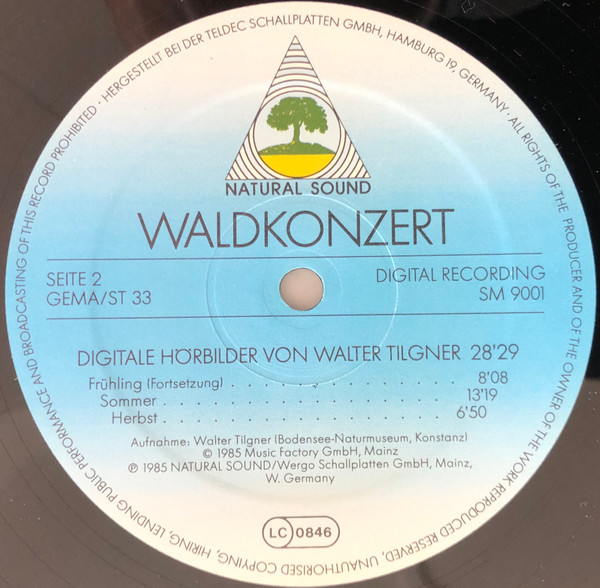 HERGESTELLT BEI DER TELDEC SCHALLPLATTEN GMBH, HAMBURG 19, GERMANY · ALL RIGHTS OF THE PRODUCER AND OF THE OWNER OF THE WORK REPRODUCED RESERVED. UNAUTHORISED COPYING, HIRING, LENDING PUBLIC PERFORMANCE AND BROADCASTING OF THIS RECORD PROHIBITED ·
NATURAL SOUND
WALDKONZERT
SEITE 2 DIGITAL RECORDING
GEMA/ST 33 SM 9001
DIGITALE HÖRBILDER VON WALTER TILGNER 28'29
Frühling (Fortsetzung) . . . . . . . . . . . . 8'08
Sommer . . . . . . . . . . . . . . . . 13'19
Herbst . . . . . . . . . . . . . . . . 6'50
Aufnahme: Walter Tilgner (Bodensee-Naturmuseum, Konstanz)
© 1985 Music Factory GmbH, Mainz
℗ 1985 NATURAL SOUND/Wergo Schallplatten GmbH, Mainz,
W. Germany
LC 0846